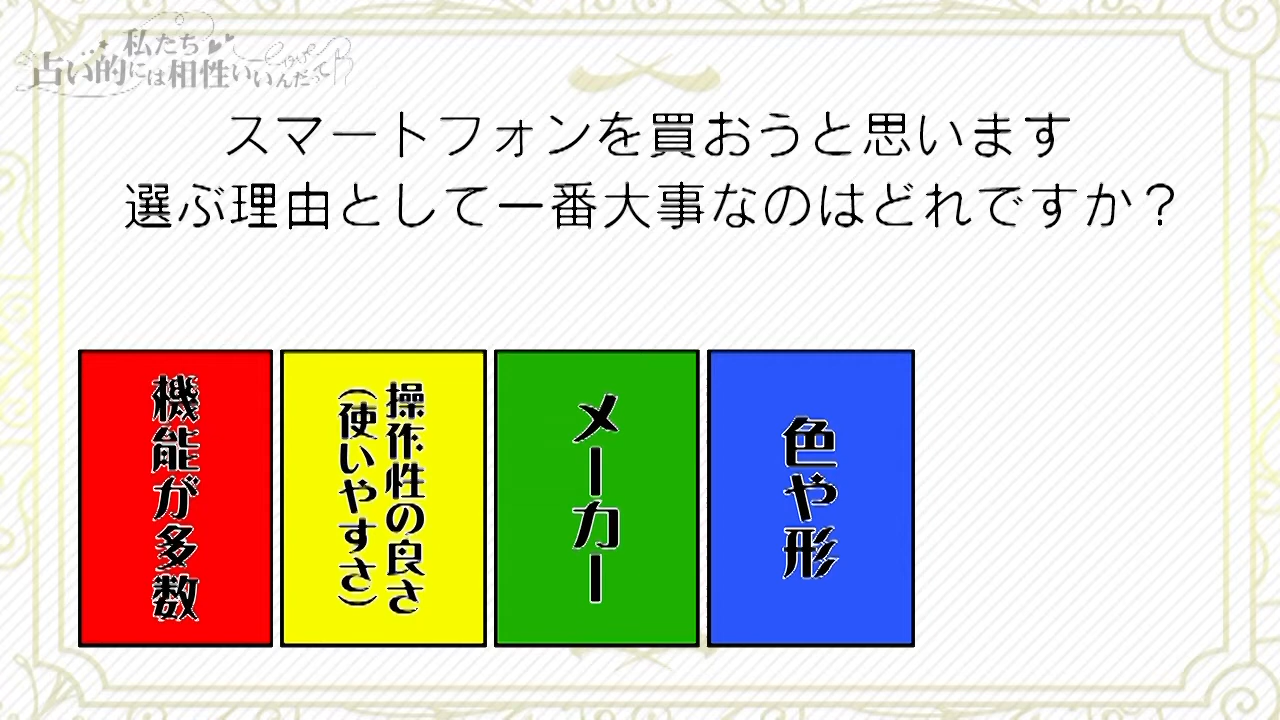 私たち
占い的には相性いいんだって
スマートフォンを買おうと思います
選ぶ理由として一番大事なのはどれですか？
機能が多数
操作性の良さ
（使いやすさ）
メーカー
色や形